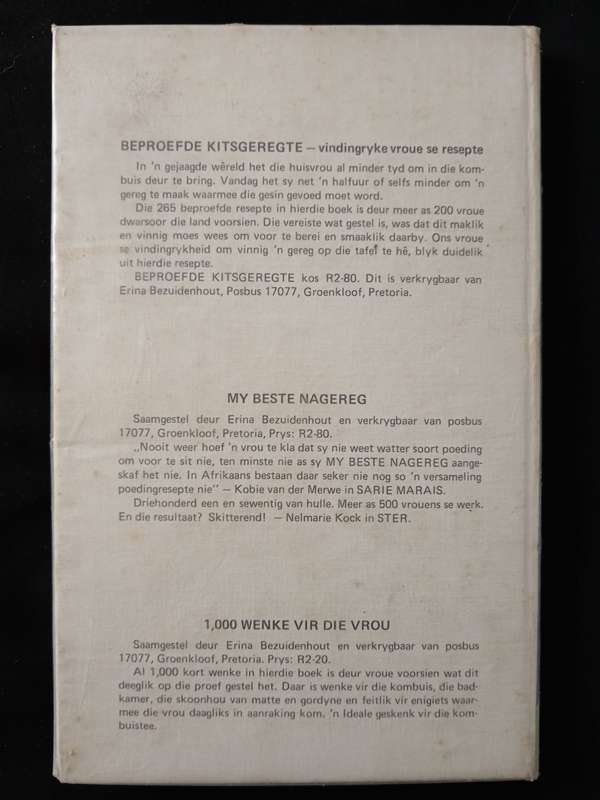 BEPROEFDE KITSGEREGTE – vindingryke vroue se resepte
In 'n gejaagde wêreld het die huisvrou al minder tyd om in die kom-
buis deur te bring. Vandag het sy net 'n halfuur of selfs minder om 'n
gereg te maak waarmee die gesin gevoed moet word.
Die 265 beproefde resepte in hierdie boek is deur meer as 200 vroue
dwarsoor die land voorsien. Die vereiste wat gestel is, was dat dit maklik
en vinnig moes wees om voor te berei en smaaklik daarby. Ons vroue
se vindingrykheid om vinnig 'n gereg op die tafel te hê, blyk duidelik
uit hierdie resepte.
BEPROEFDE KITSGEREGTE kos R2-80. Dit is verkrygbaar van
Erina Bezuidenhout, Posbus 17077, Groenkloof, Pretoria.
MY BESTE NAGEREG
Saamgestel deur Erina Bezuidenhout en verkrygbaar van posbus
17077, Groenkloof, Pretoria, Prys: R2-80.
„Nooit weer hoef 'n vrou te kla dat sy nie weet watter soort poeding
om voor te sit nie, ten minste nie as sy MY BESTE NAGEREG aange-
skaf het nie. In Afrikaans bestaan daar seker nie nog so 'n versameling
poedingresepte nie'' – Kobie van der Merwe in SARIE MARAIS.
Driehonderd een en sewentig van hulle. Meer as 500 vrouens se werk.
En die resultaat? Skitterend! – Nelmarie Kock in STER.
1,000 WENKE VIR DIE VROU
Saamgestel deur Erina Bezuidenhout en verkrygbaar van posbus
17077, Groenkloof, Pretoria. Prys: R2-20.
Al 1,000 kort wenke in hierdie boek is deur vroue voorsien wat dit
deeglik op die proef gestel het. Daar is wenke vir die kombuis, die bad-
kamer, die skoonhou van matte en gordyne en feitlik vir enigiets waar-
mee die vrou daagliks in aanraking kom. 'n Ideale geskenk vir die kom-
buistee.